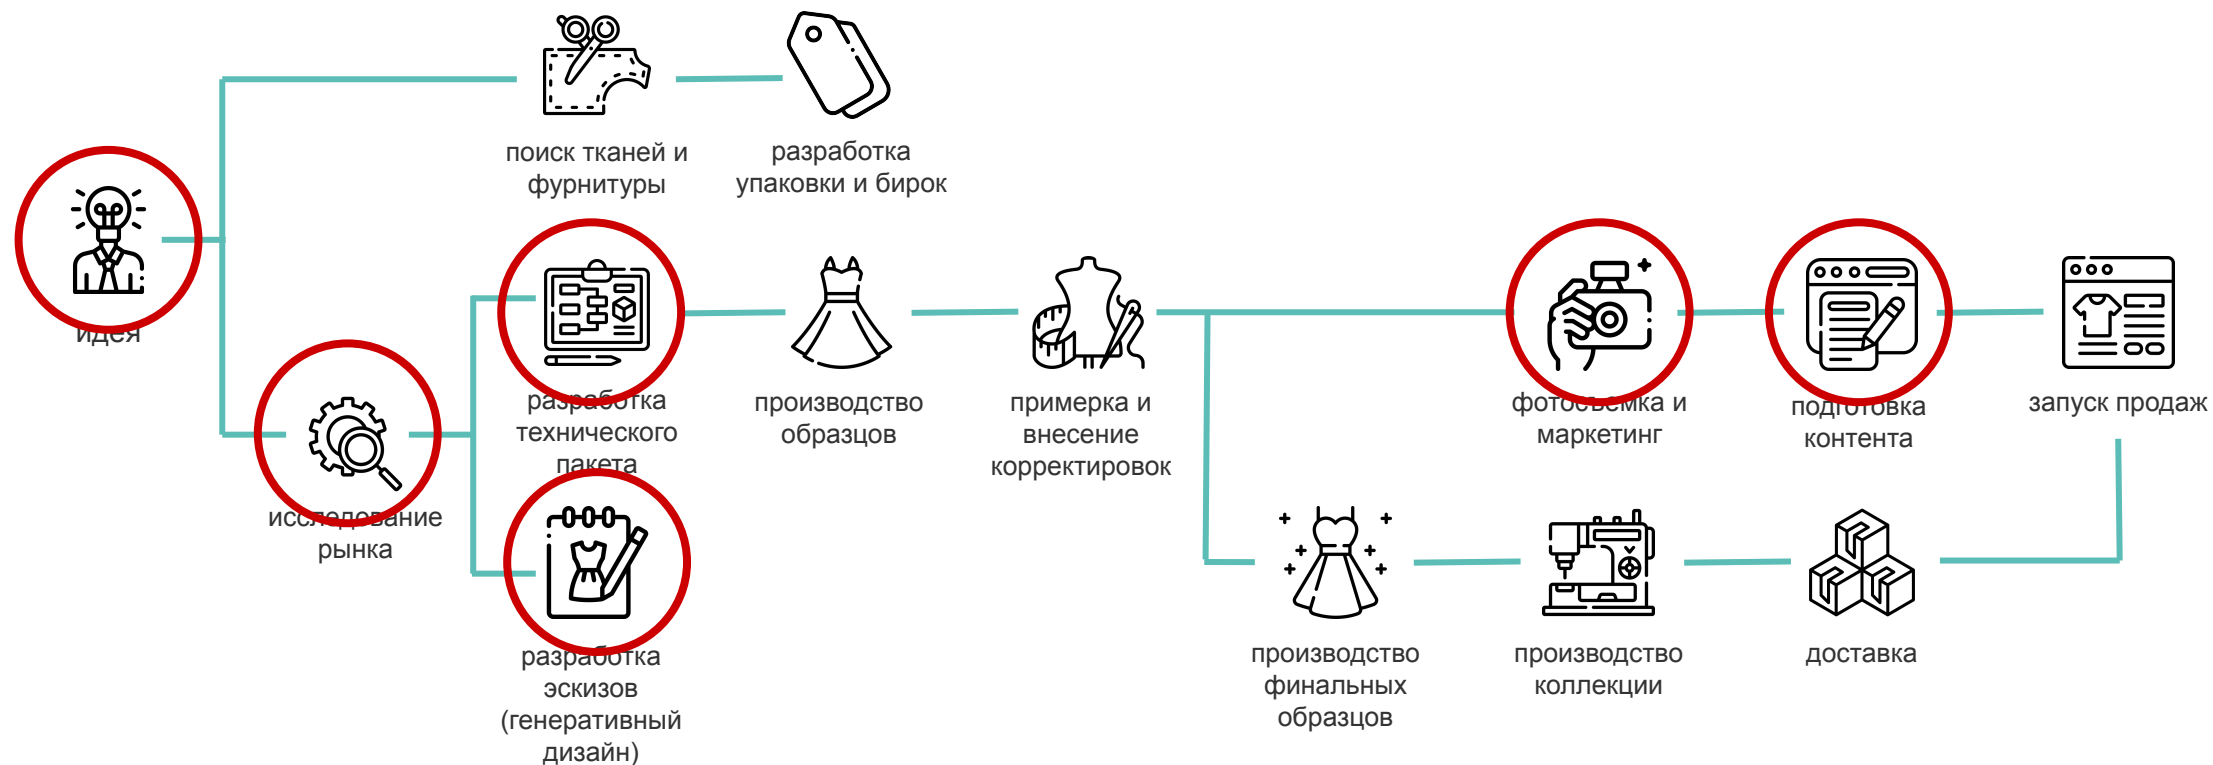 поиск тканей и
фурнитуры
разработка
упаковки и бирок
идея
исследование
рынка
разработка
технического
пакета
разработка
эскизов
(генеративный
дизайн)
производство
образцов
примерка и
внесение
корректировок
фотосъемка и
маркетинг
подготовка
контента
запуск продаж
производство
финальных
образцов
производство
коллекции
доставка